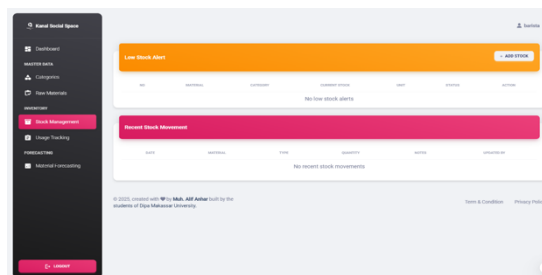 Kanal Social Space
barista
Dashboard
MASTER DATA
Categories
Raw Materials
INVENTORY
Stock Management
Usage Tracking
FORECASTING
Material Forecasting
LOGOUT
Low Stock Alert
+ ADD STOCK
NO MATERIAL CATEGORY CURRENT STOCK UNIT STATUS ACTION
No low stock alerts
Recent Stock Movement
DATE MATERIAL TYPE QUANTITY NOTES UPDATED BY
No recent stock movements
© 2025, created with ♥ by Muh. Alif Anhar built by the
students of Dipa Makassar University.
Term & Condition Privacy Polic